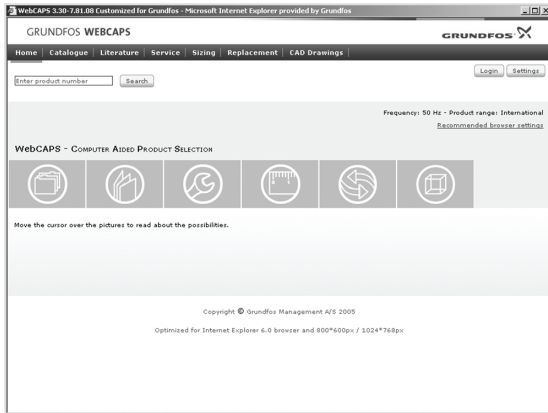 WebCAPS 3.30-7.81.08 Customized for Grundfos - Microsoft Internet Explorer provided by Grundfos
GRUNDFOS WEBCAPS
GRUNDFOS
Home | Catalogue | Literature | Service | Sizing | Replacement | CAD Drawings |
Login Settings
Enter product number Search
Frequency: 50 Hz - Product range: International
Recommended browser settings
WebCAPS - Computer Aided Product Selection
Move the cursor over the pictures to read about the possibilities.
Copyright © Grundfos Management A/S 2005
Optimized for Internet Explorer 6.0 browser and 800*600px / 1024*768px